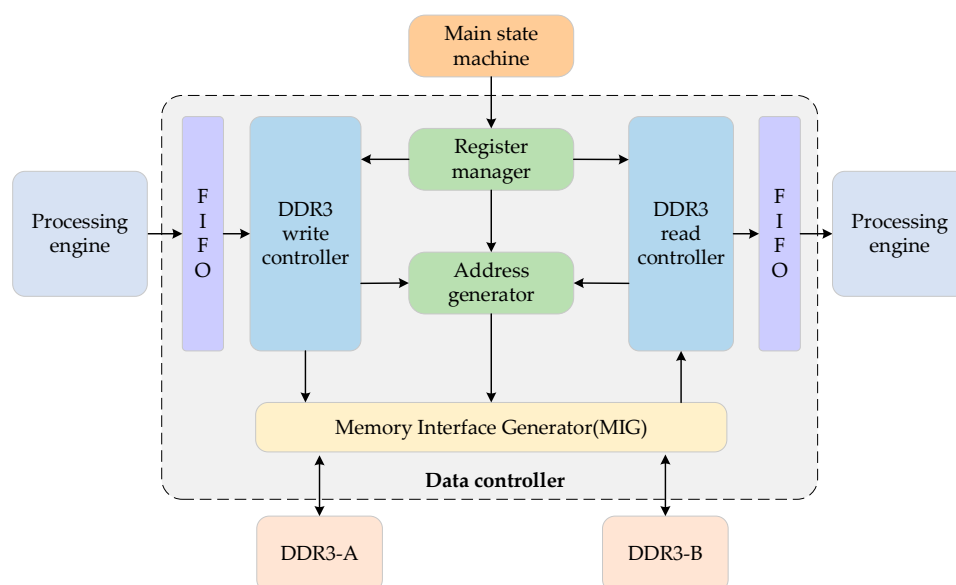 Main state
machine
Register
manager
Processing
engine
F
I
F
O
DDR3
write
controller
Address
generator
DDR3
read
controller
F
I
F
O
Processing
engine
Memory Interface Generator(MIG)
Data controller
DDR3-A
DDR3-B